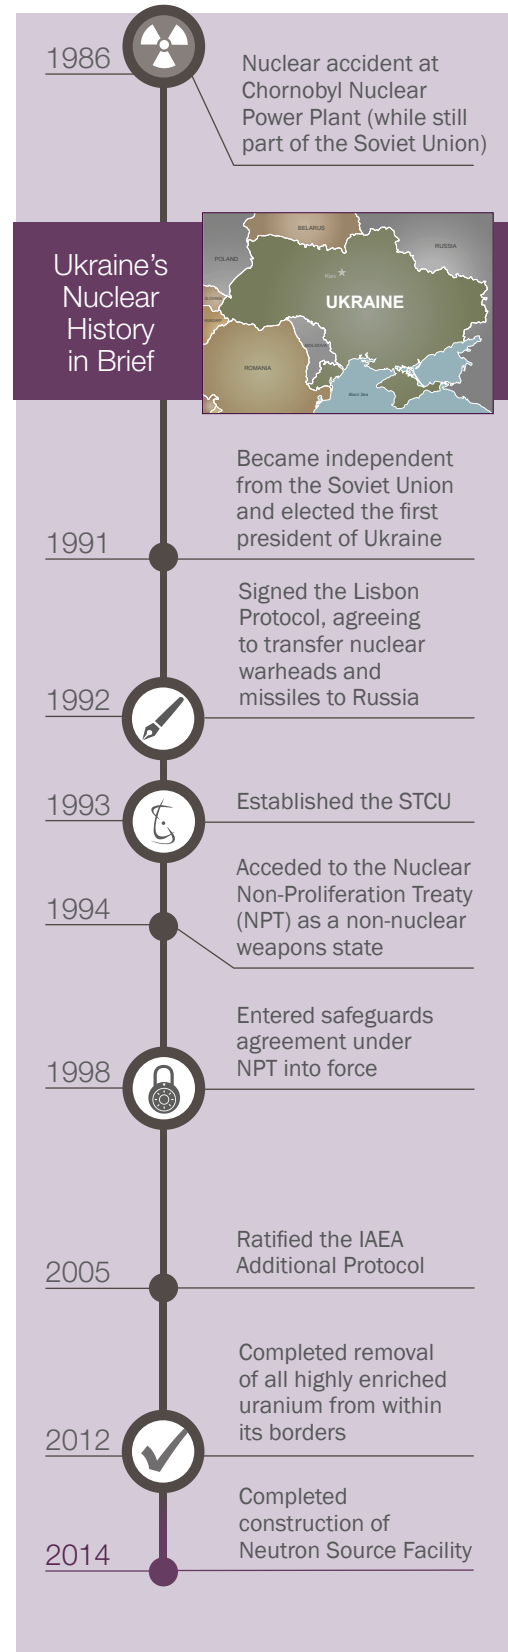 1986
Nuclear accident at
Chornobyl Nuclear
Power Plant (while still
part of the Soviet Union)
Ukraine's
Nuclear
History
in Brief
BELARUS
RUSSIA
POLAND
Kiev
UKRAINE
MOLDOVA
ROMANIA
Black Sea
Became independent
from the Soviet Union
and elected the first
president of Ukraine
1991
Signed the Lisbon
Protocol, agreeing
to transfer nuclear
warheads and
missiles to Russia
1992
1993
Established the STCU
Acceded to the Nuclear
Non-Proliferation Treaty
(NPT) as a non-nuclear
weapons state
1994
Entered safeguards
agreement under
NPT into force
1998
Ratified the IAEA
Additional Protocol
2005
Completed removal
of all highly enriched
uranium from within
its borders
2012
Completed
construction of
Neutron Source Facility
2014